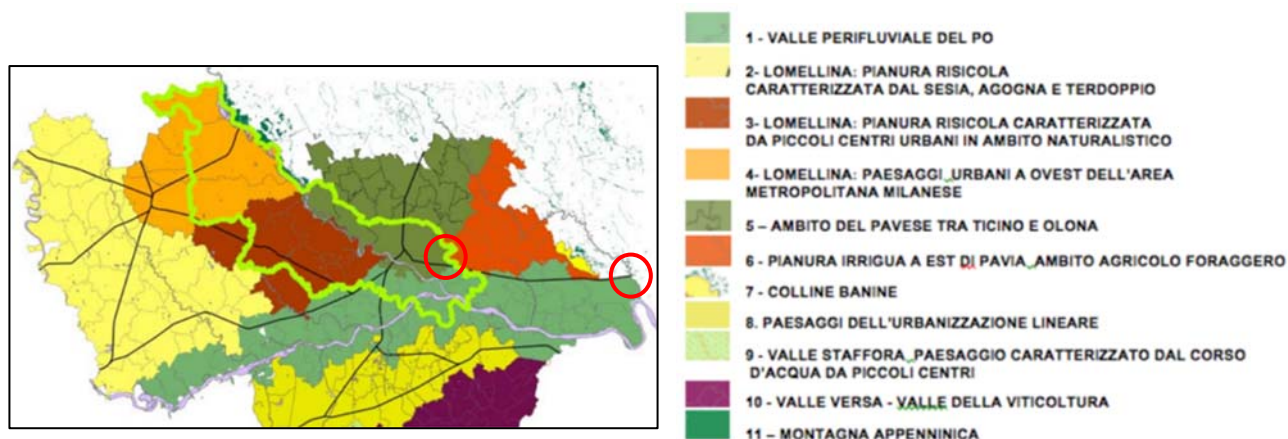 1 - VALLE PERIFLUVIALE DEL PO
2- LOMELLINA: PIANURA RISICOLA
CARATTERIZZATA DAL SESIA, AGOGNA E TERDOPPIO
3- LOMELLINA: PIANURA RISICOLA CARATTERIZZATA
DA PICCOLI CENTRI URBANI IN AMBITO NATURALISTICO
4- LOMELLINA: PAESAGGI URBANI A OVEST DELL'AREA
METROPOLITANA MILANESE
5 – AMBITO DEL PAVESE TRA TICINO E OLONA
6 - PIANURA IRRIGUA A EST DI PAVIA AMBITO AGRICOLO FORAGGERO
7 - COLLINE BANINE
8. PAESAGGI DELL'URBANIZZAZIONE LINEARE
9 - VALLE STAFFORA PAESAGGIO CARATTERIZZATO DAL CORSO
D'ACQUA DA PICCOLI CENTRI
10 - VALLE VERSA - VALLE DELLA VITICOLTURA
11 – MONTAGNA APPENNINICA